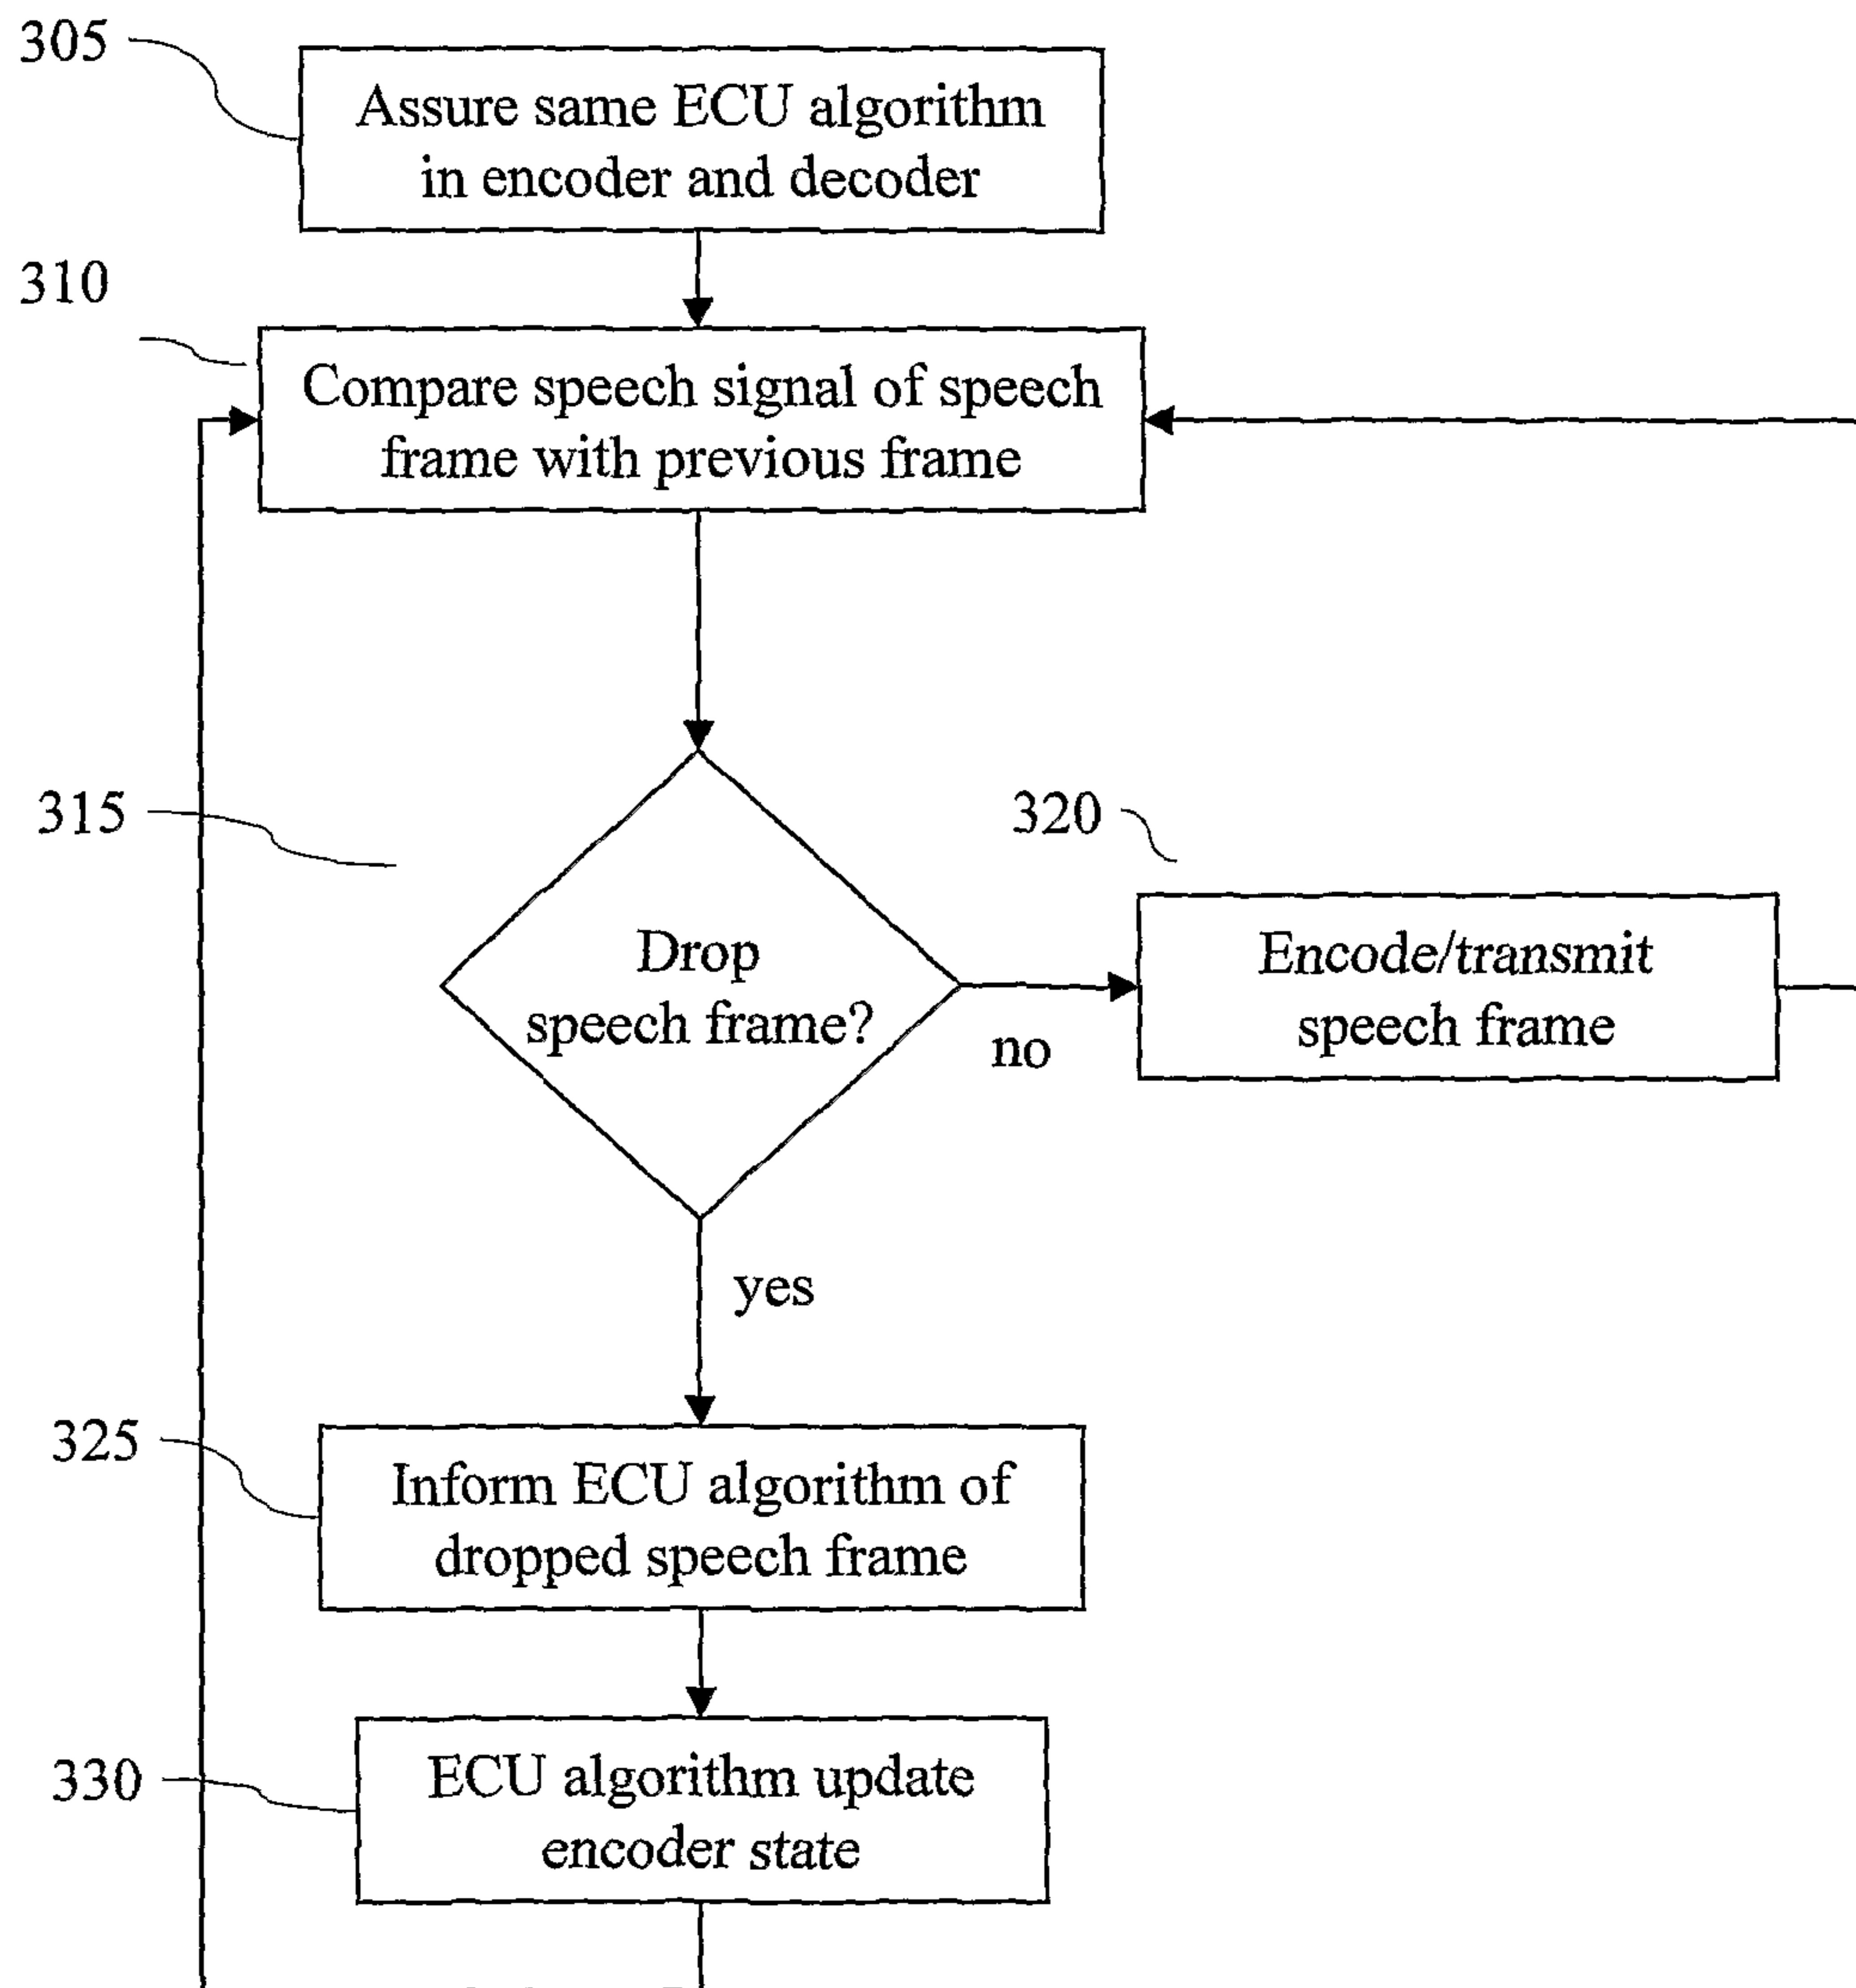 305
Assure same ECU algorithm
in encoder and decoder
310
Compare speech signal of speech
frame with previous frame
315
320
Drop
speech frame?
no
Encode/transmit
speech frame
yes
325
Inform ECU algorithm of
dropped speech frame
330
ECU algorithm update
encoder state